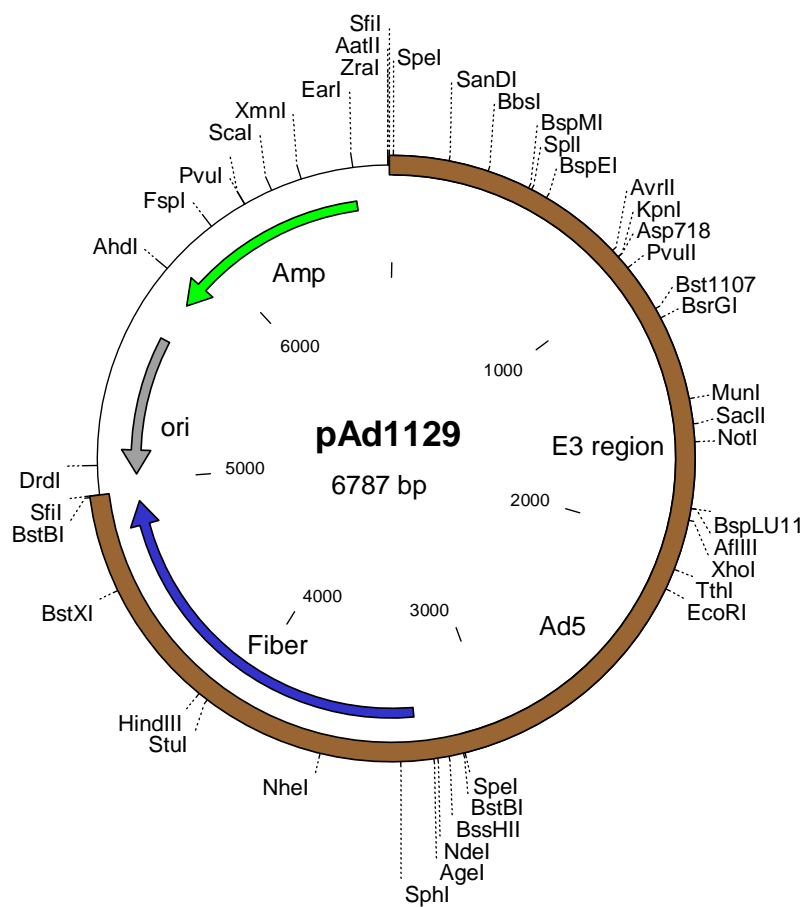 SfiI
AatII
ZraI
SpeI
EarI
SanDI
XmnI
BbsI
ScaI
BspMI
SplI
BspEI
PvuI
AvrII
FspI
KpnI
Asp718
PvuII
AhdI
Amp
Bst1107
BsrGI
6000
1000
MunI
SacII
NotI
ori
pAd1129
E3 region
5000
6787 bp
DrdI
2000
SfiI
BstBI
BspLU11
AflIII
XhoI
TthI
EcoRI
BstXI
4000
3000
Fiber
Ad5
HindIII
StuI
NheI
SpeI
BstBI
BssHII
NdeI
AgeI
SphI